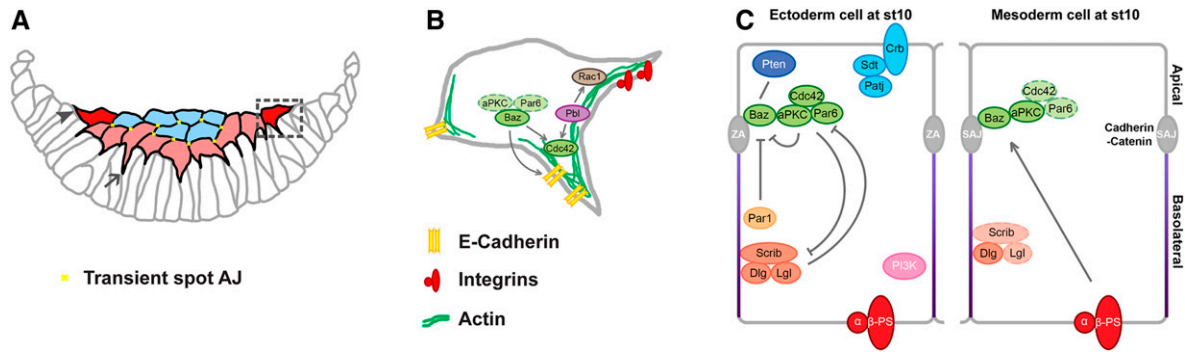 A
Transient spot AJ
B
Rac1
aPKC Par6
Baz
Pbl
Cdc42
E-Cadherin
Integrins
Actin
C
Ectoderm cell at st10
Mesoderm cell at st10
Crb
Pten
Sdt
Patj
Cdc42
Baz aPKC Par6
ZA
ZA
Par1
Scrib
Dlg Lgl
PI3K
α β-PS
Cdc42
Baz aPKC Par6
SAJ
Cadherin
-Catenin
SAJ
Scrib
Dlg Lgl
α β-PS
Apical
Basolateral